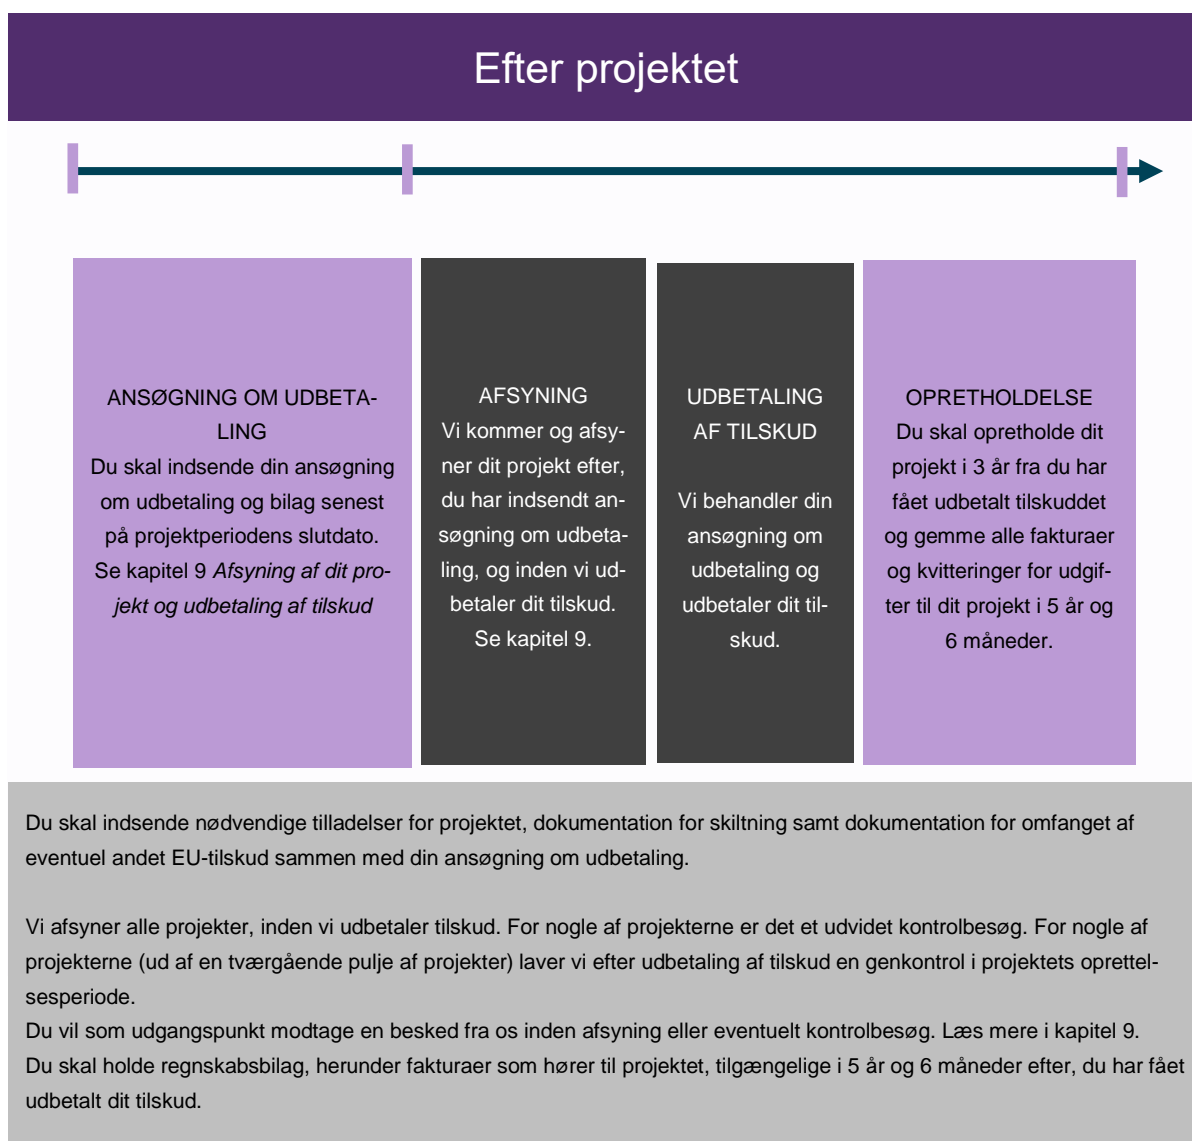 Efter projektet
ANSØGNING OM UDBETA-
LING
Du skal indsende din ansøgning
om udbetaling og bilag senest
på projektperiodens slutdato.
Se kapitel 9 Afsyning af dit pro-
jekt og udbetaling af tilskud
AFSYNING
Vi kommer og afsy-
ner dit projekt efter,
du har indsendt an-
søgning om udbeta-
ling, og inden vi ud-
betaler dit tilskud.
Se kapitel 9.
UDBETALING
AF TILSKUD
Vi behandler din
ansøgning om
udbetaling og
udbetaler dit til-
skud.
OPRETHOLDELSE
Du skal opretholde dit
projekt i 3 år fra du har
fået udbetalt tilskuddet
og gemme alle fakturaer
og kvitteringer for udgif-
ter til dit projekt i 5 år og
6 måneder.
Du skal indsende nødvendige tilladelser for projektet, dokumentation for skiltning samt dokumentation for omfanget af
eventuel andet EU-tilskud sammen med din ansøgning om udbetaling.
Vi afsyner alle projekter, inden vi udbetaler tilskud. For nogle af projekterne er det et udvidet kontrolbesøg. For nogle af
projekterne (ud af en tværgående pulje af projekter) laver vi efter udbetaling af tilskud en genkontrol i projektets oprettel-
sesperiode.
Du vil som udgangspunkt modtage en besked fra os inden afsyning eller eventuelt kontrolbesøg. Læs mere i kapitel 9.
Du skal holde regnskabsbilag, herunder fakturaer som hører til projektet, tilgængelige i 5 år og 6 måneder efter, du har fået
udbetalt dit tilskud.